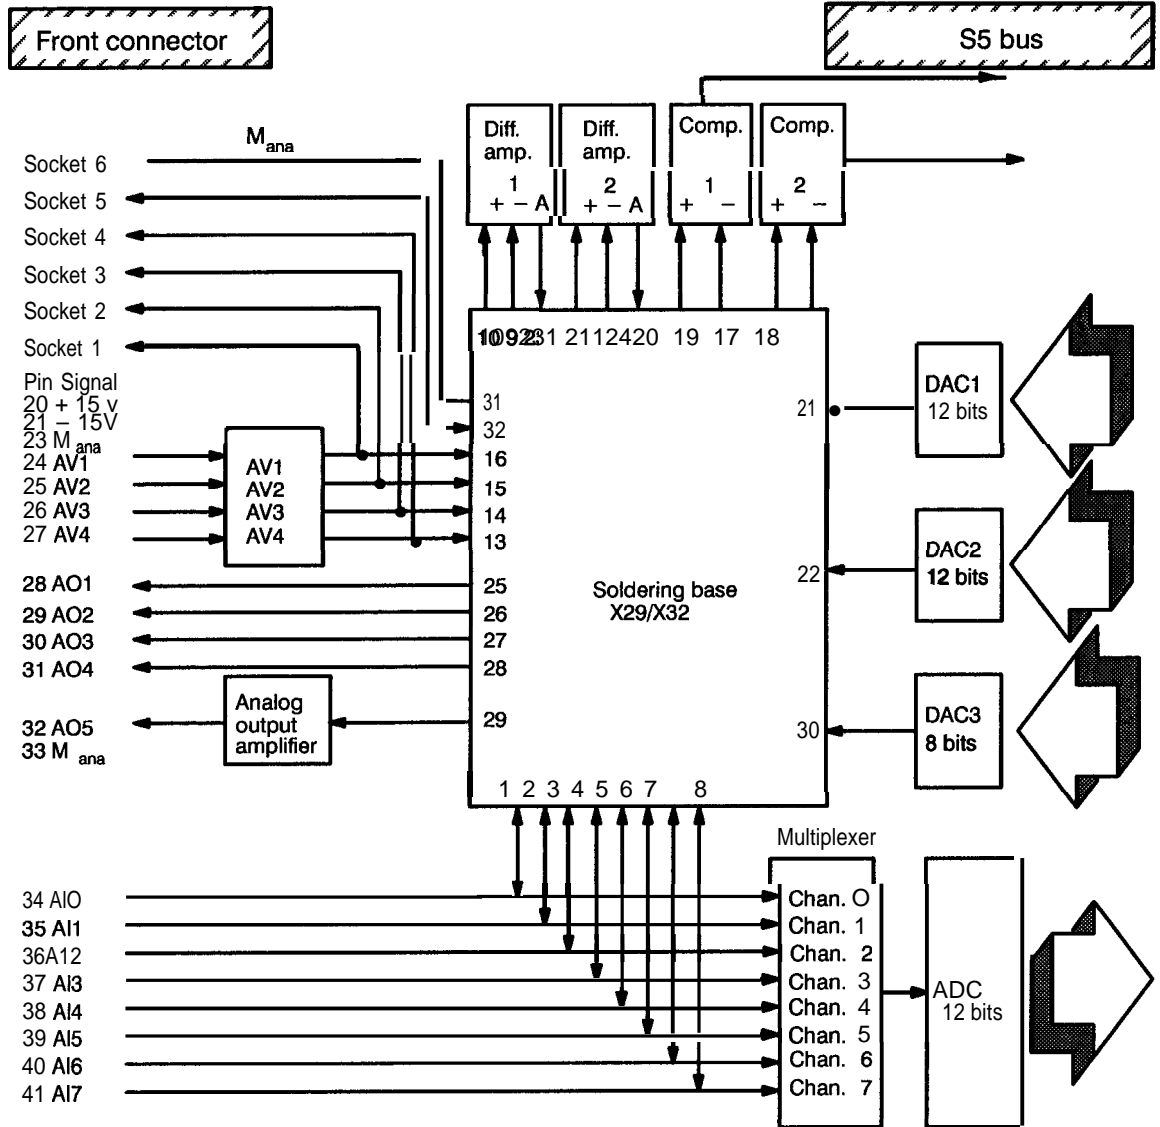 Front connector
S5 bus
M ana
Diff. amp. 1 + − A
Diff. amp. 2 + − A
Comp. 1 + −
Comp. 2 + −
Socket 6
Socket 5
Socket 4
Socket 3
Socket 2
Socket 1
Pin Signal
20 + 15 v
21 − 15V
23 M ana
24 AV1
25 AV2
26 AV3
27 AV4
AV1
AV2
AV3
AV4
28 AO1
29 AO2
30 AO3
31 AO4
32 AO5
33 M ana
Analog
output
amplifier
2112420 19 17 18
31
32
16
15
14
13
25
26
27
28
29
Soldering base
X29/X32
21
22
30
1 2 3 4 5 6 7 8
DAC1
12 bits
DAC2
12 bits
DAC3
8 bits
Multiplexer
34 AIO
35 AI1
36A12
37 AI3
38 AI4
39 AI5
40 AI6
41 AI7
Chan. O
Chan. 1
Chan. 2
Chan. 3
Chan. 4
Chan. 5
Chan. 6
Chan. 7
ADC
12 bits